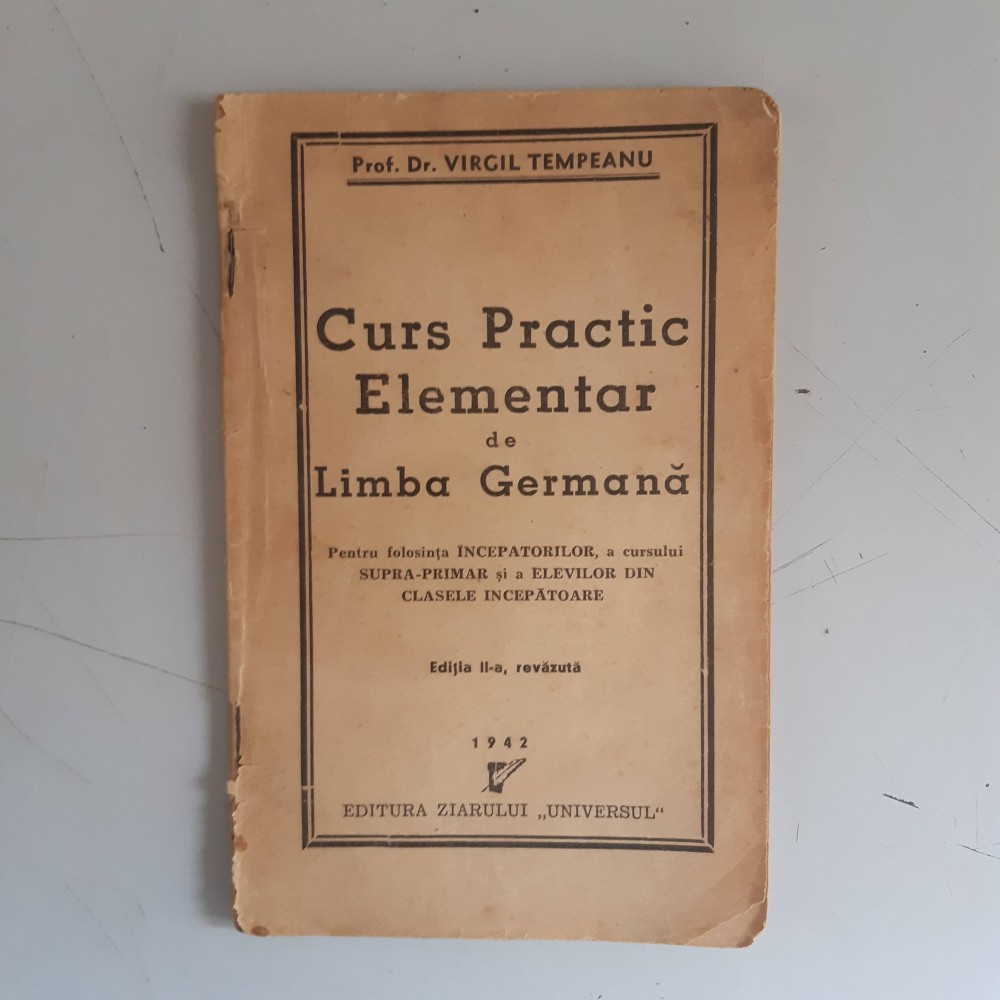 Prof. Dr. VIRGIL TEMPEANU
Curs Practic
Elementar
de
Limba Germană
Pentru folosința ÎNCEPATORILOR, a cursului
SUPRA-PRIMAR și a ELEVILOR DIN
CLASELE INCEPĂTOARE
Ediția II-a, revăzută
1942
EDITURA ZIARULUI „UNIVERSUL“